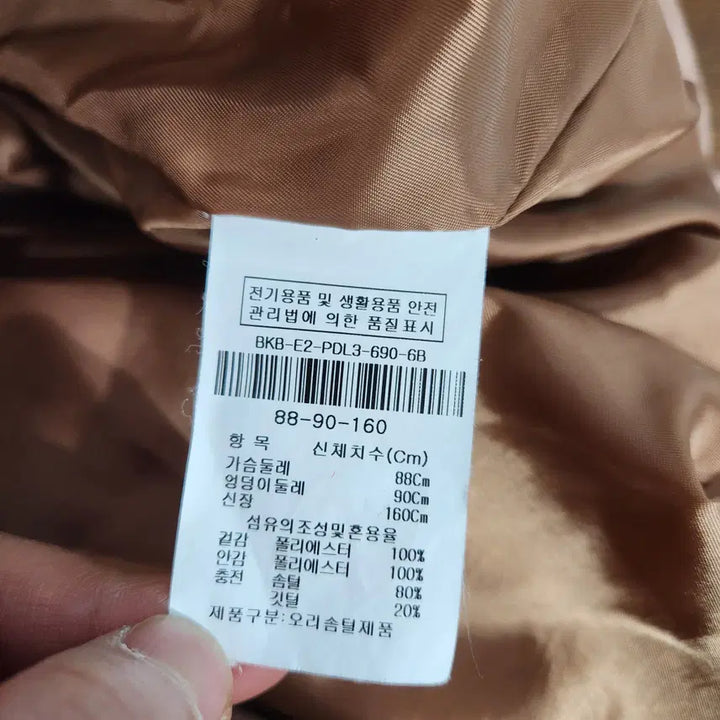 전기용품 및 생활용품 안전
관리법에 의한 품질표시
BKB-E2-PDL3-690-6B
88-90-160
항 목 신체치수(Cm)
가슴둘레 88Cm
엉덩이둘레 90Cm
신장 160Cm
섬유의조성및혼용율
겉감 폴리에스터 100%
안감 폴리에스터 100%
충전 솜털 80%
깃털 20%
제품구분:오리솜털제품